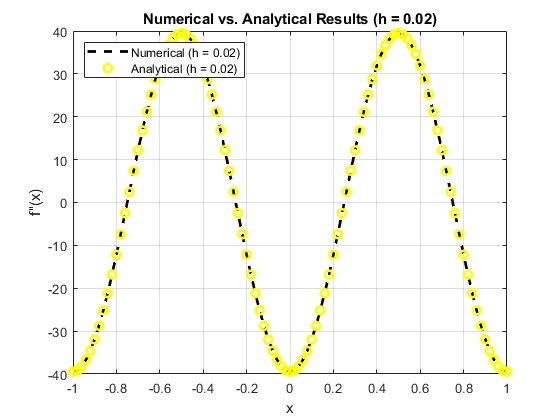 Numerical vs. Analytical Results (h = 0.02)
Numerical (h = 0.02)
Analytical (h = 0.02)
40
30
20
10
0
-10
-20
-30
-40
f''(x)
-1 -0.8 -0.6 -0.4 -0.2 0 0.2 0.4 0.6 0.8 1
x